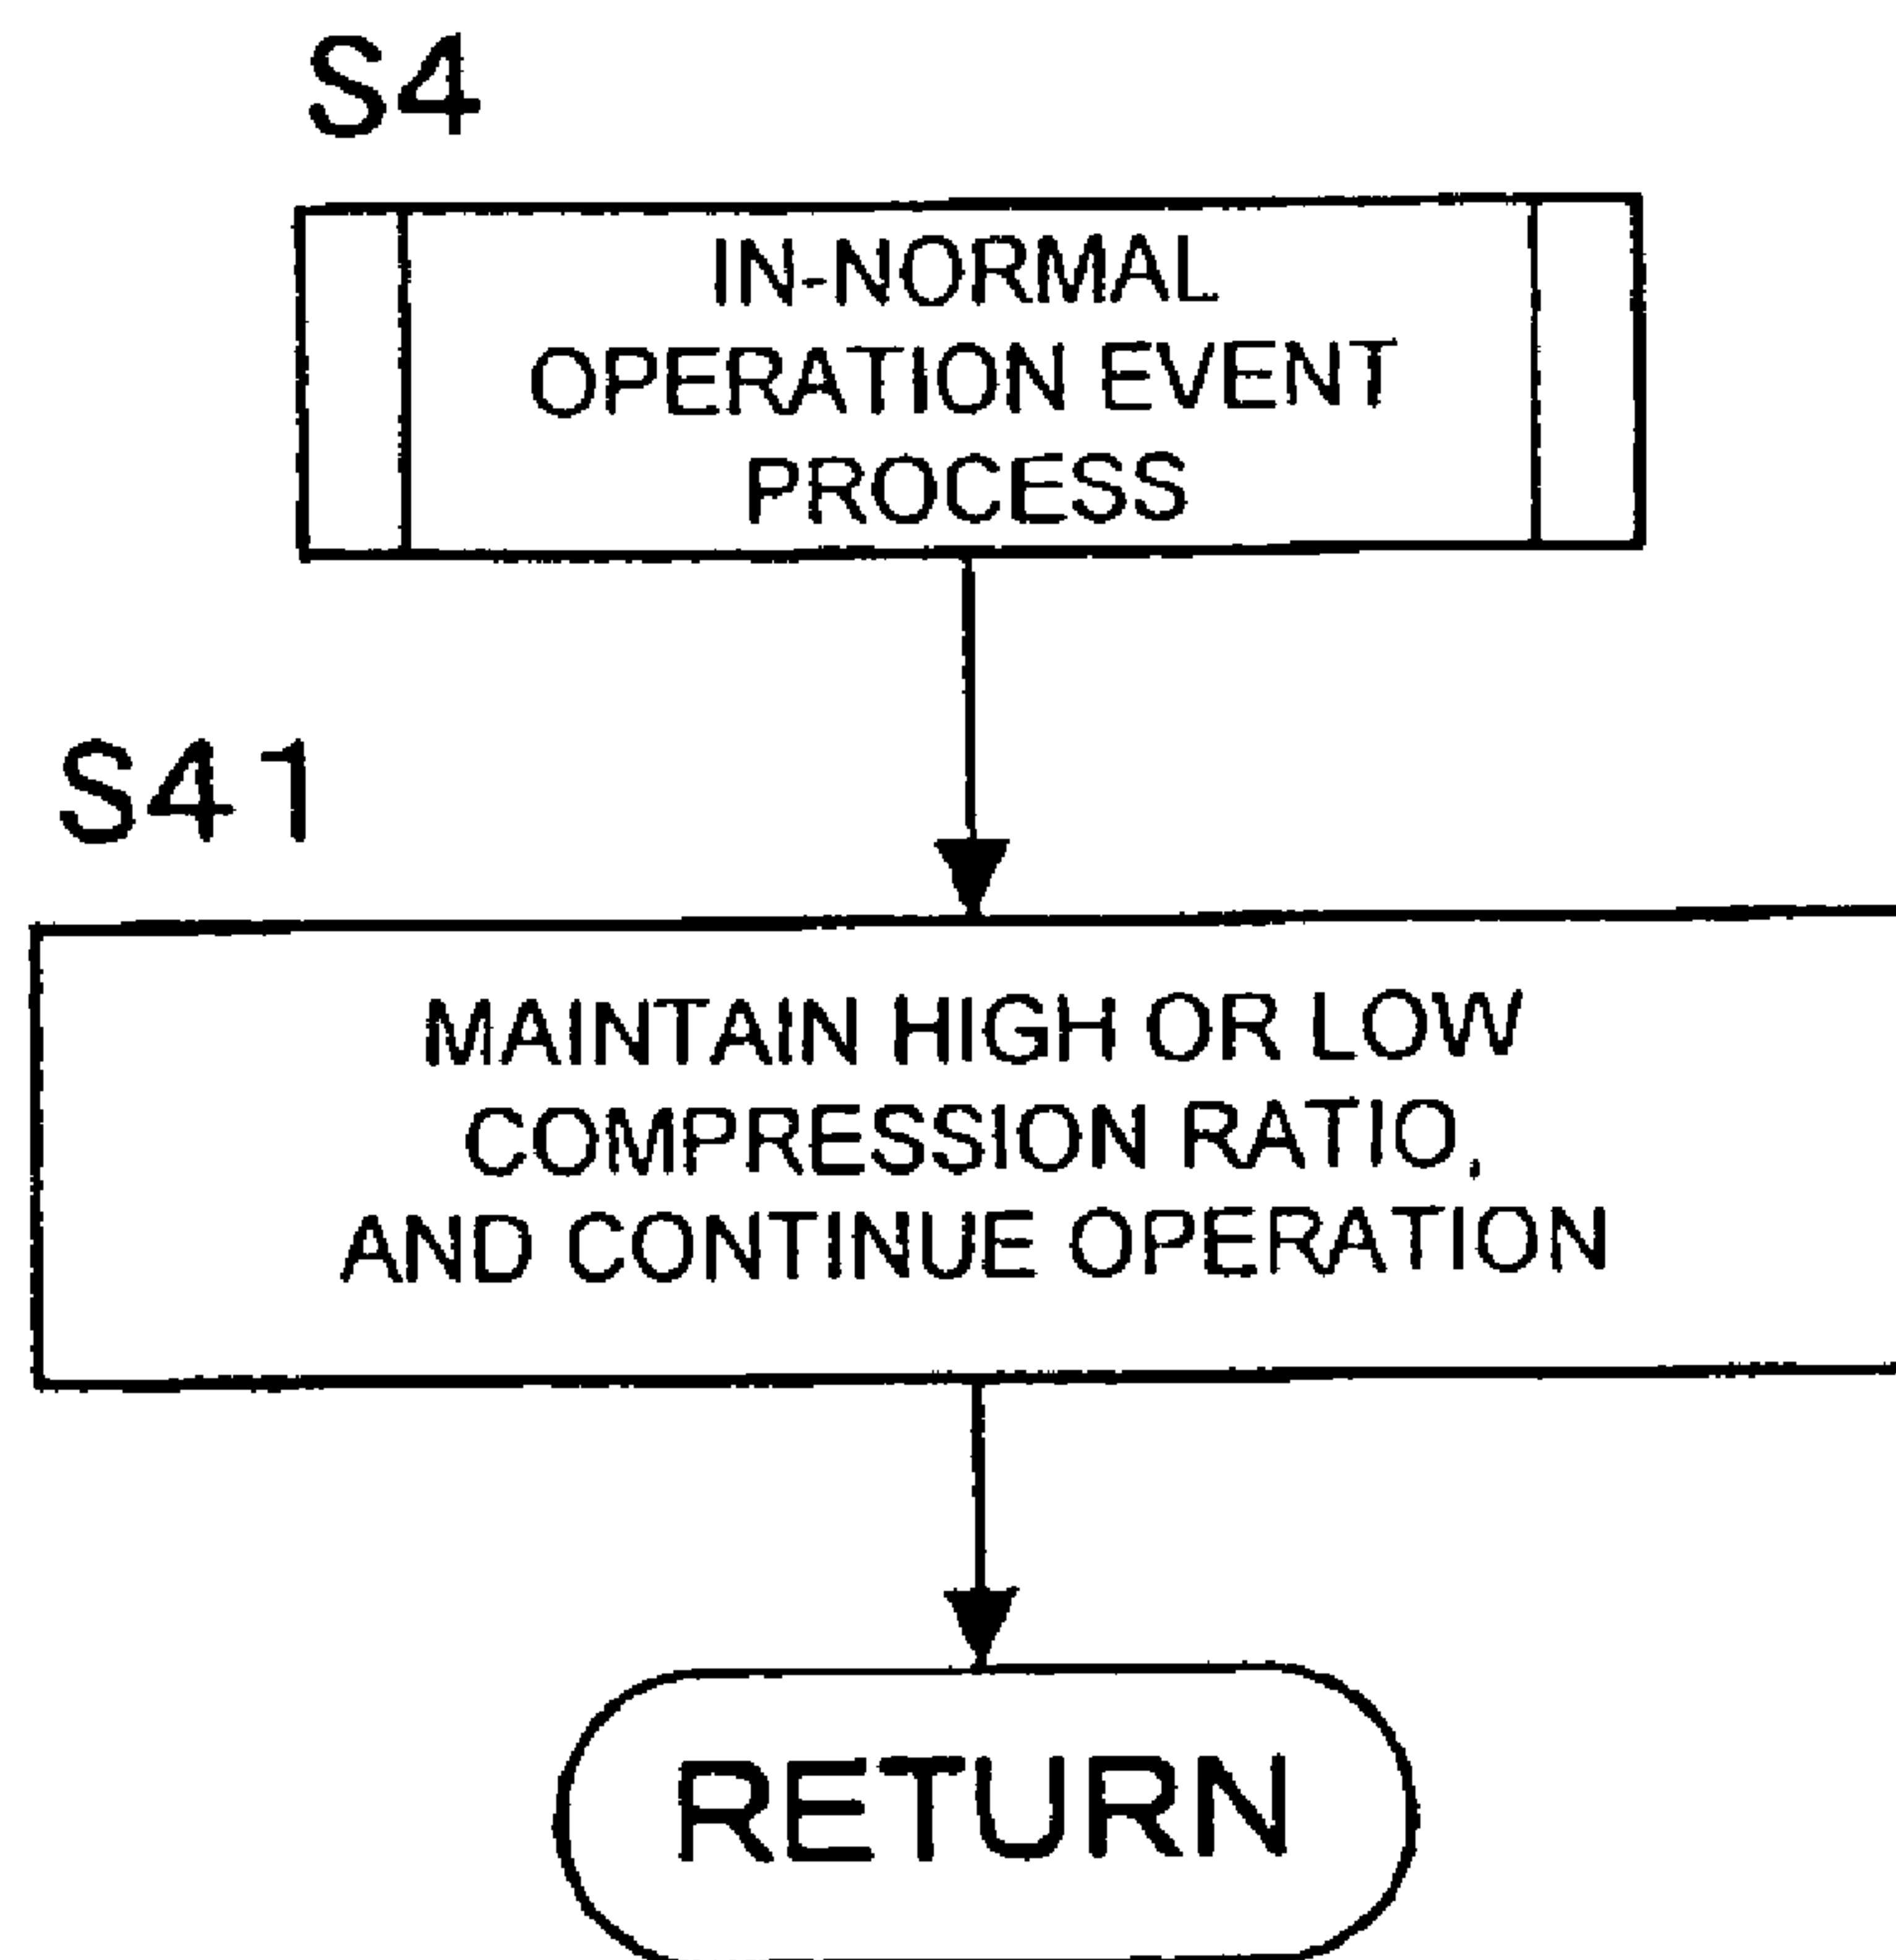 S4
IN-NORMAL
OPERATION EVENT
PROCESS
S41
MAINTAIN HIGH OR LOW
COMPRESSION RATIO,
AND CONTINUE OPERATION
RETURN